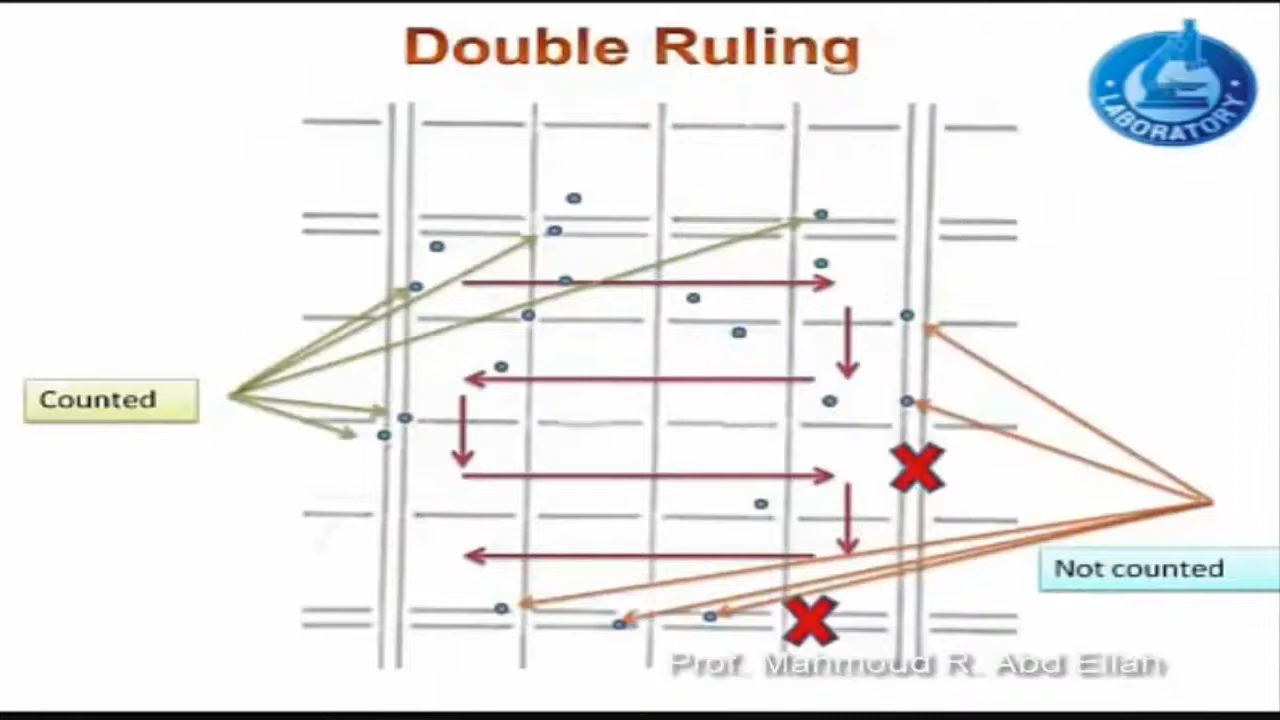 Double Ruling
LABORATORY
Counted
Not counted
Prof. Mahmoud R. Abd Ellah